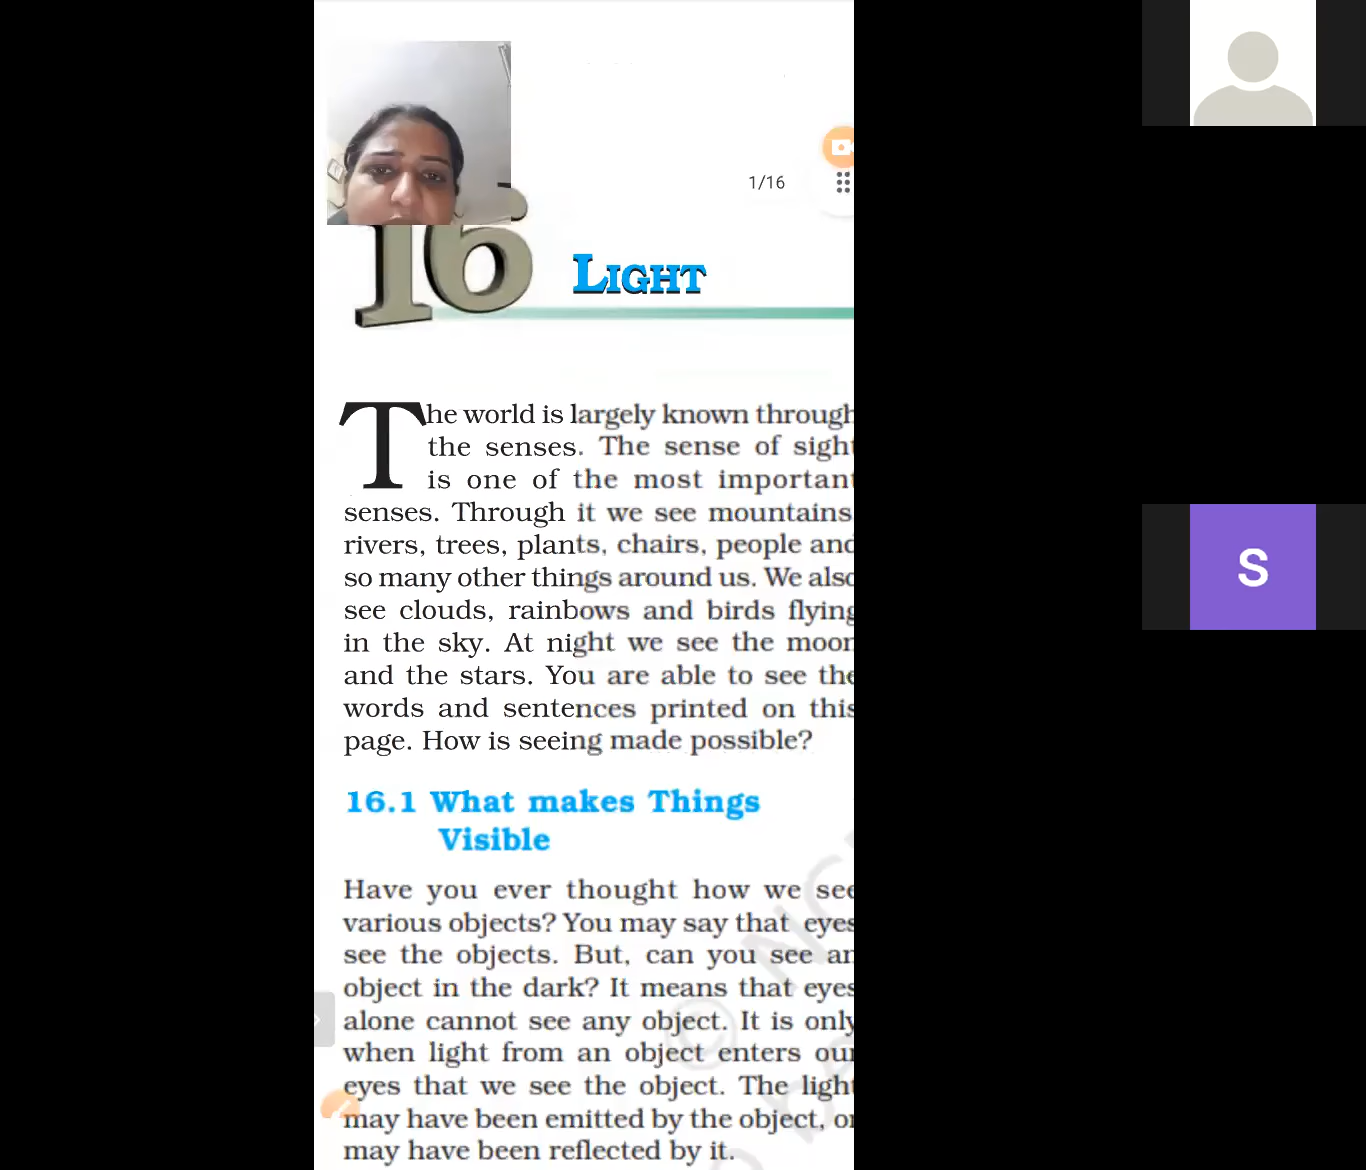 1/16
16
LIGHT
The world is largely known through
the senses. The sense of sight
is one of the most important
senses. Through it we see mountains
rivers, trees, plants, chairs, people and
so many other things around us. We also
see clouds, rainbows and birds flying
in the sky. At night we see the moon
and the stars. You are able to see the
words and sentences printed on this
page. How is seeing made possible?
16.1 What makes Things
Visible
Have you ever thought how we see
various objects? You may say that eyes
see the objects. But, can you see an
object in the dark? It means that eyes
alone cannot see any object. It is only
when light from an object enters our
eyes that we see the object. The light
may have been emitted by the object, or
may have been reflected by it.
S